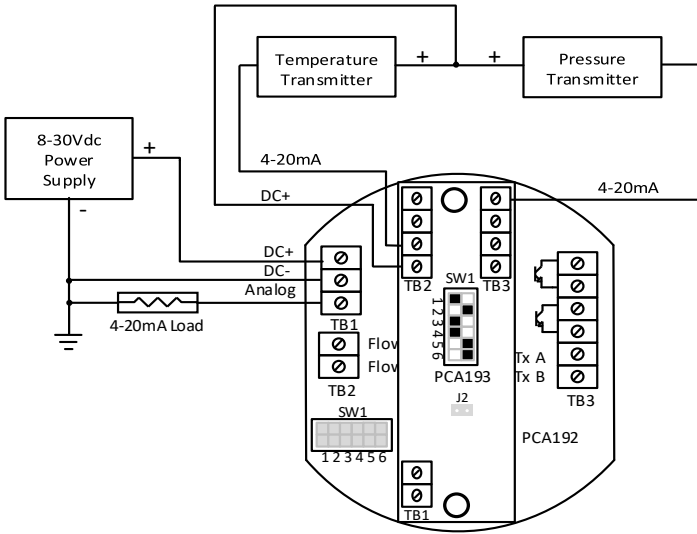 Temperature
Transmitter
+
+
Pressure
Transmitter
8-30Vdc
Power
Supply
+
-
4-20mA
DC+
4-20mA
DC+
DC-
Analog
4-20mA Load
TB1
TB2
SW1
TB3
1
2
3
4
5
6
Flow
Flow
TB2
PCA193
J2
Tx A
Tx B
TB3
SW1
1 2 3 4 5 6
PCA192
TB1